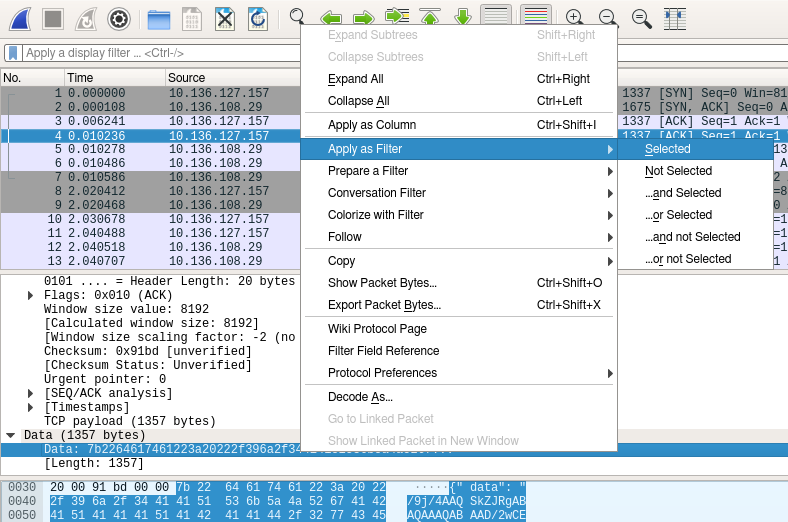 Apply a display filter ... <Ctrl-/>
No. Time Source
1 0.000000 10.136.127.157 1337 [SYN] Seq=0 Win=81
2 0.000108 10.136.108.29 1675 [SYN, ACK] Seq=0 A
3 0.006241 10.136.127.157 1337 [ACK] Seq=1 Ack=1
4 0.010236 10.136.127.157 1337 [ACK] Seq=1 Ack=1
5 0.010278 10.136.108.29
6 0.010486 10.136.108.29
7 0.010586 10.136.108.29
8 2.020412 10.136.127.157
9 2.020468 10.136.108.29
10 2.030678 10.136.127.157
11 2.040488 10.136.127.157
12 2.040518 10.136.108.29
13 2.040707 10.136.108.29
Expand Subtrees Shift+Right
Collapse Subtrees Shift+Left
Expand All Ctrl+Right
Collapse All Ctrl+Left
Apply as Column Ctrl+Shift+I
Apply as Filter
Prepare a Filter
Conversation Filter
Colorize with Filter
Follow
Copy
Show Packet Bytes... Ctrl+Shift+O
Export Packet Bytes... Ctrl+Shift+X
Wiki Protocol Page
Filter Field Reference
Protocol Preferences
Decode As...
Go to Linked Packet
Show Linked Packet in New Window
Selected
Not Selected
...and Selected
...or Selected
...and not Selected
...or not Selected
0101 .... = Header Length: 20 bytes
Flags: 0x010 (ACK)
Window size value: 8192
[Calculated window size: 8192]
[Window size scaling factor: -2 (no
Checksum: 0x91bd [unverified]
[Checksum Status: Unverified]
Urgent pointer: 0
[SEQ/ACK analysis]
[Timestamps]
TCP payload (1357 bytes)
Data (1357 bytes)
Data: 7b2264617461223a20222f396a2f34
[Length: 1357]
0030 20 00 91 bd 00 00 7b 22 64 61 74 61 22 3a 20 22 ·····{" data": "
0040 2f 39 6a 2f 34 41 41 51 53 6b 5a 4a 52 67 41 42 /9j/4AAQ SkZJRgAB
0050 41 51 41 41 41 51 41 42 41 41 44 2f 32 77 43 45 AQAAAQAB AAD/2wCE